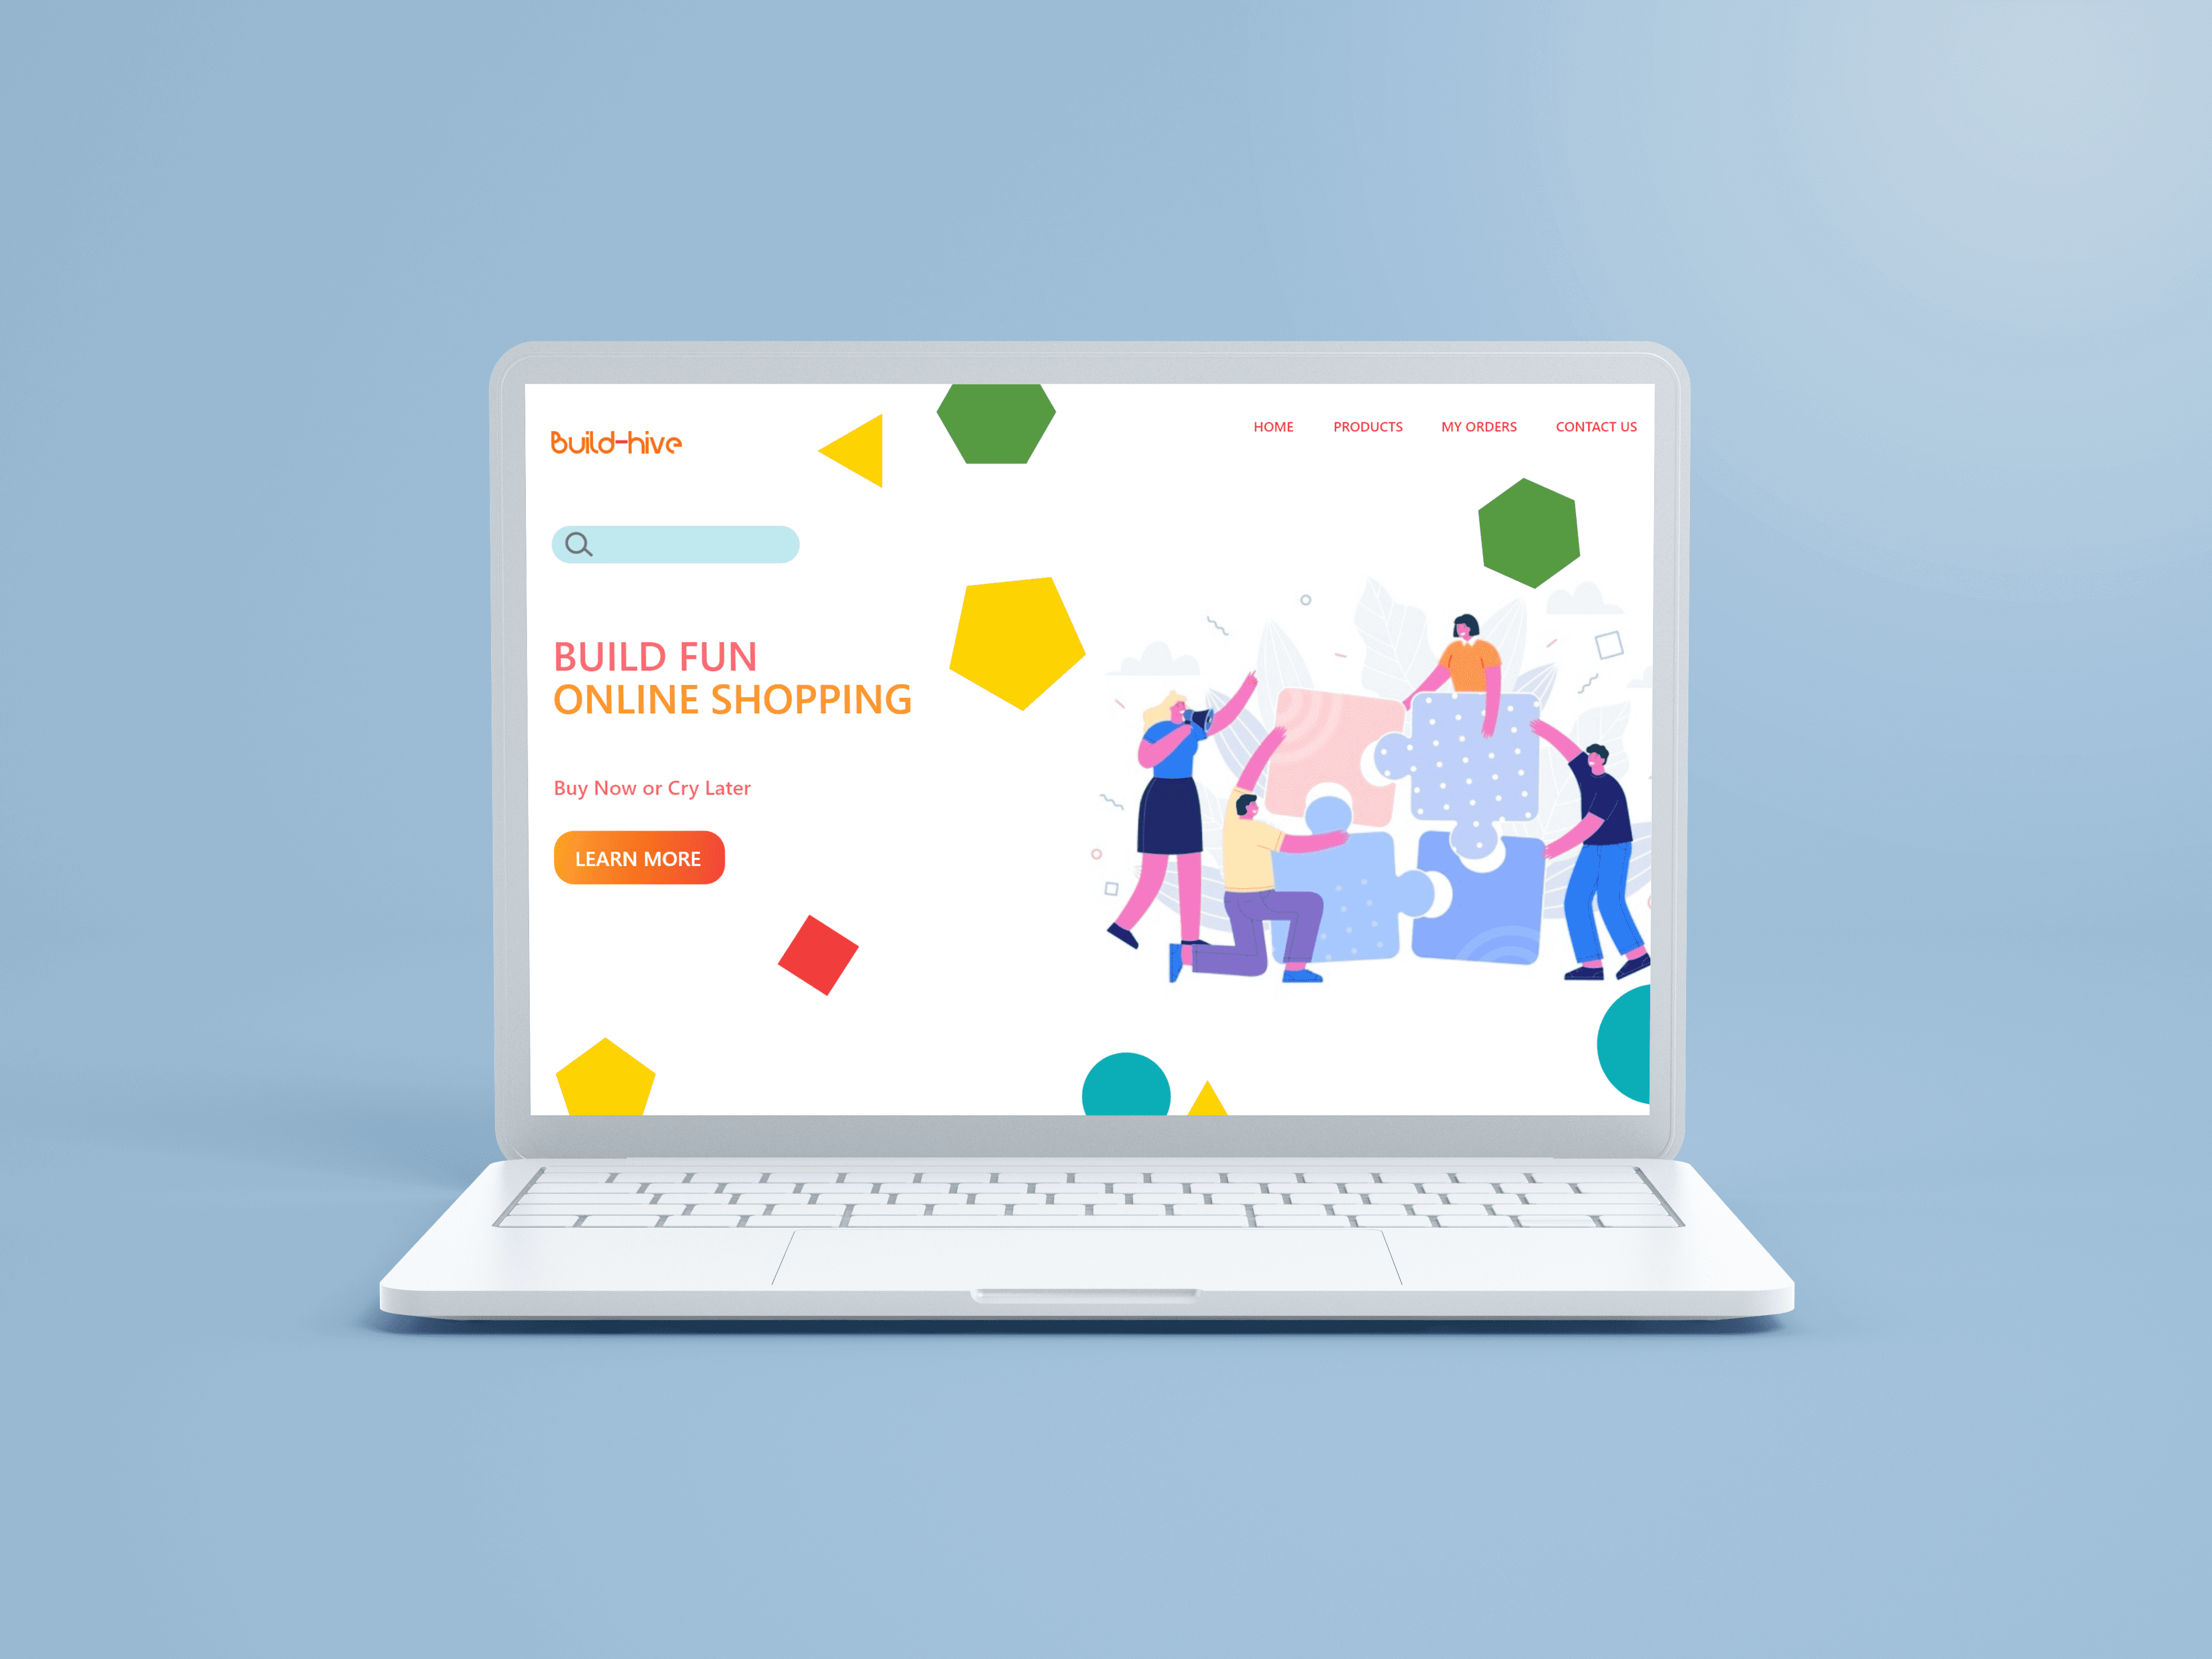 Build-hive
HOME PRODUCTS MY ORDERS CONTACT US
BUILD FUN
ONLINE SHOPPING
Buy Now or Cry Later
LEARN MORE